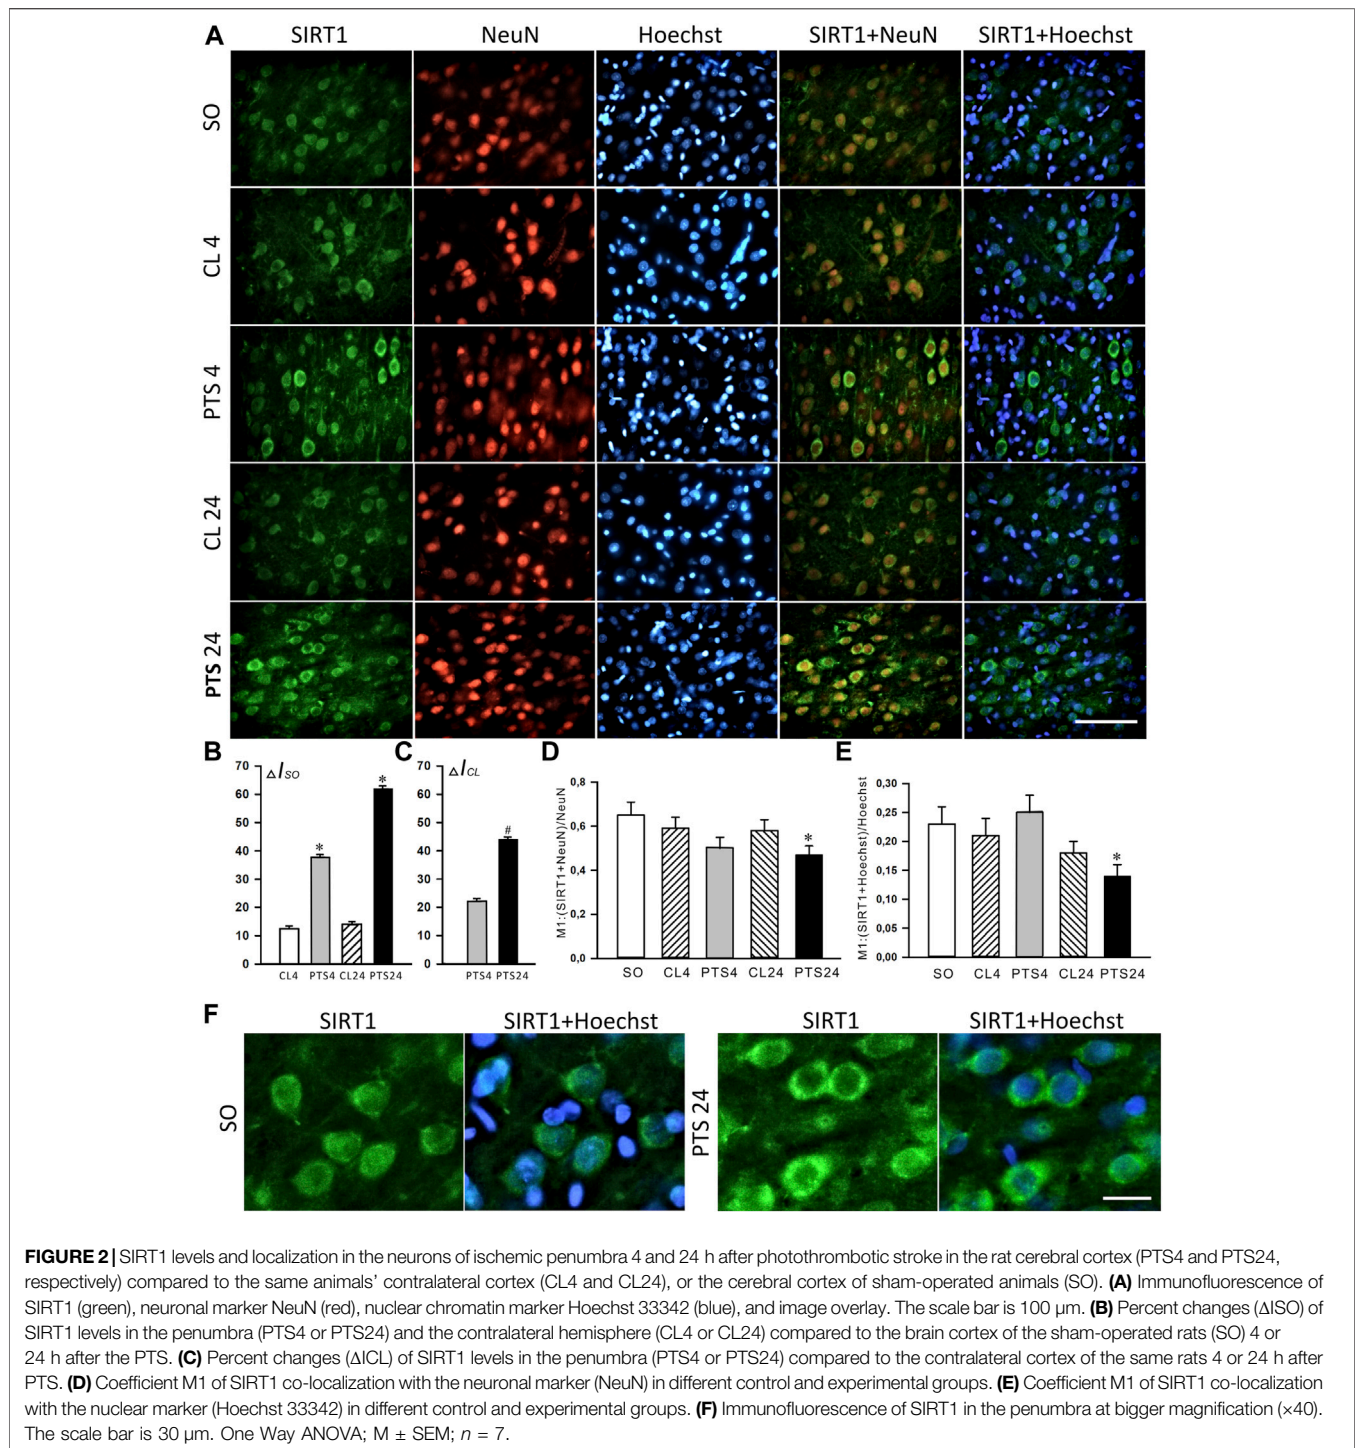 A
SIRT1 NeuN Hoechst SIRT1+NeuN SIRT1+Hoechst
SO
CL 4
PTS 4
CL 24
PTS 24
B C D E
△I SO
70
60
50
40
30
20
10
0
*
*
CL4 PTS4 CL24 PTS24
△I CL
70
60
50
40
30
20
10
0
#
PTS4 PTS24
M1:(SIRT1+NeuN)/NeuN
0,8
0,6
0,4
0,2
0,0
*
SO CL4 PTS4 CL24 PTS24
M1:(SIRT1+Hoechst)/Hoechst
0,30
0,25
0,20
0,15
0,10
0,05
0,00
*
SO CL4 PTS4 CL24 PTS24
F
SIRT1 SIRT1+Hoechst SIRT1 SIRT1+Hoechst
SO
PTS 24
FIGURE 2 | SIRT1 levels and localization in the neurons of ischemic penumbra 4 and 24 h after photothrombotic stroke in the rat cerebral cortex (PTS4 and PTS24,
respectively) compared to the same animals' contralateral cortex (CL4 and CL24), or the cerebral cortex of sham-operated animals (SO). (A) Immunofluorescence of
SIRT1 (green), neuronal marker NeuN (red), nuclear chromatin marker Hoechst 33342 (blue), and image overlay. The scale bar is 100 μm. (B) Percent changes (ΔISO) of
SIRT1 levels in the penumbra (PTS4 or PTS24) and the contralateral hemisphere (CL4 or CL24) compared to the brain cortex of the sham-operated rats (SO) 4 or
24 h after the PTS. (C) Percent changes (ΔICL) of SIRT1 levels in the penumbra (PTS4 or PTS24) compared to the contralateral cortex of the same rats 4 or 24 h after
PTS. (D) Coefficient M1 of SIRT1 co-localization with the neuronal marker (NeuN) in different control and experimental groups. (E) Coefficient M1 of SIRT1 co-localization
with the nuclear marker (Hoechst 33342) in different control and experimental groups. (F) Immunofluorescence of SIRT1 in the penumbra at bigger magnification (×40).
The scale bar is 30 μm. One Way ANOVA; M ± SEM; n = 7.